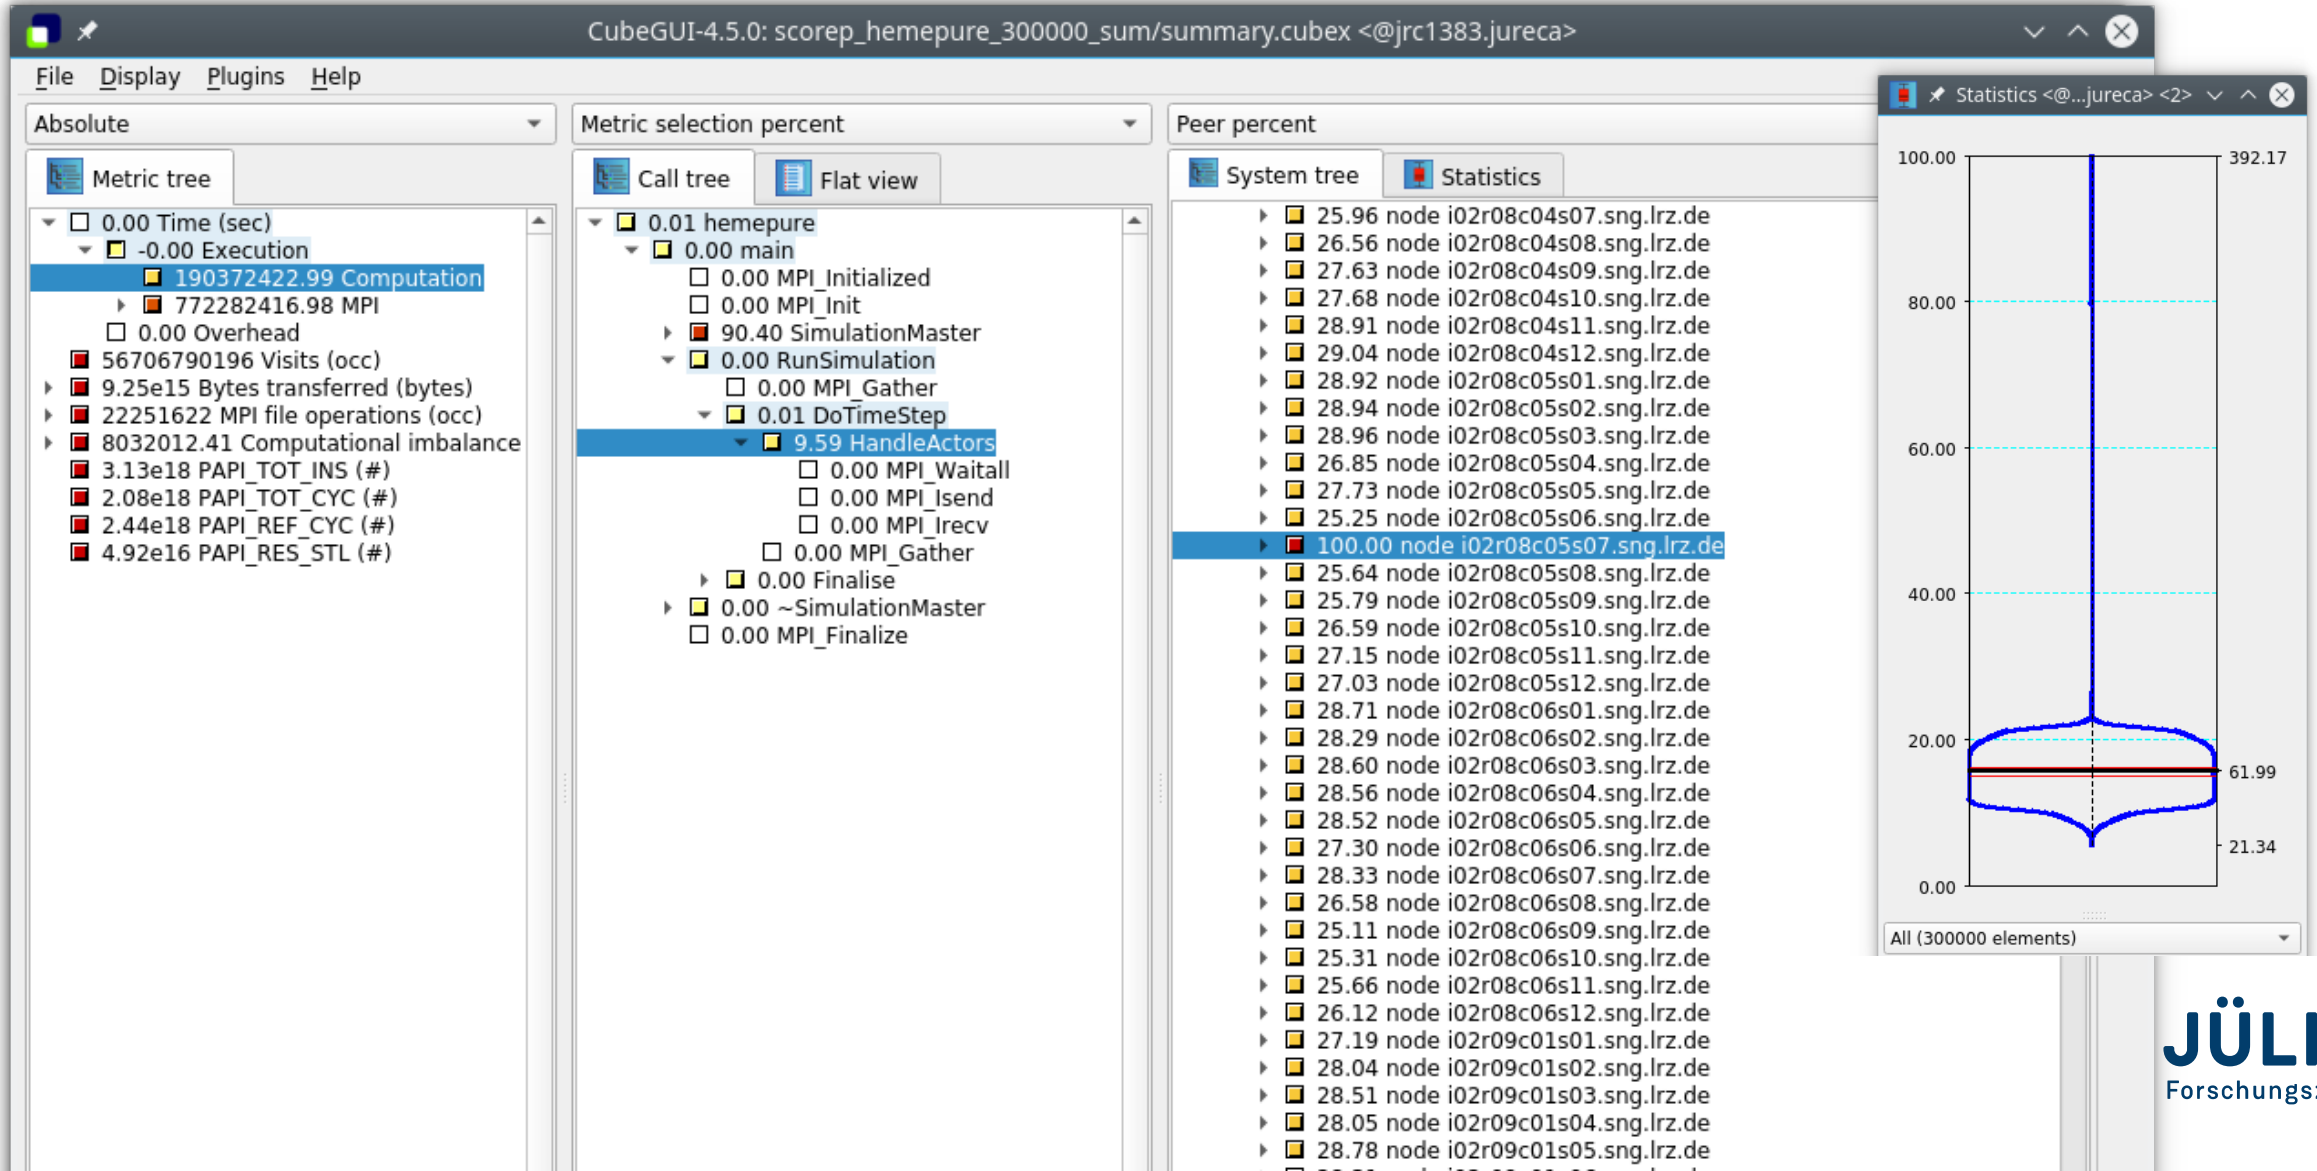 CubeGUI-4.5.0: scorep_hemepure_300000_sum/summary.cubex <@jrc1383.jureca>
File Display Plugins Help
Absolute
Metric tree
0.00 Time (sec)
-0.00 Execution
190372422.99 Computation
772282416.98 MPI
0.00 Overhead
56706790196 Visits (occ)
9.25e15 Bytes transferred (bytes)
22251622 MPI file operations (occ)
8032012.41 Computational imbalance
3.13e18 PAPI_TOT_INS (#)
2.08e18 PAPI_TOT_CYC (#)
2.44e18 PAPI_REF_CYC (#)
4.92e16 PAPI_RES_STL (#)
Metric selection percent
Call tree
Flat view
0.01 hemepure
0.00 main
0.00 MPI_Initialized
0.00 MPI_Init
90.40 SimulationMaster
0.00 RunSimulation
0.00 MPI_Gather
0.01 DoTimeStep
9.59 HandleActors
0.00 MPI_Waitall
0.00 MPI_Isend
0.00 MPI_Irecv
0.00 MPI_Gather
0.00 Finalise
0.00 ~SimulationMaster
0.00 MPI_Finalize
Peer percent
System tree
Statistics
25.96 node i02r08c04s07.sng.lrz.de
26.56 node i02r08c04s08.sng.lrz.de
27.63 node i02r08c04s09.sng.lrz.de
27.68 node i02r08c04s10.sng.lrz.de
28.91 node i02r08c04s11.sng.lrz.de
29.04 node i02r08c04s12.sng.lrz.de
28.92 node i02r08c05s01.sng.lrz.de
28.94 node i02r08c05s02.sng.lrz.de
28.96 node i02r08c05s03.sng.lrz.de
26.85 node i02r08c05s04.sng.lrz.de
27.73 node i02r08c05s05.sng.lrz.de
25.25 node i02r08c05s06.sng.lrz.de
100.00 node i02r08c05s07.sng.lrz.de
25.64 node i02r08c05s08.sng.lrz.de
25.79 node i02r08c05s09.sng.lrz.de
26.59 node i02r08c05s10.sng.lrz.de
27.15 node i02r08c05s11.sng.lrz.de
27.03 node i02r08c05s12.sng.lrz.de
28.71 node i02r08c06s01.sng.lrz.de
28.29 node i02r08c06s02.sng.lrz.de
28.60 node i02r08c06s03.sng.lrz.de
28.56 node i02r08c06s04.sng.lrz.de
28.52 node i02r08c06s05.sng.lrz.de
27.30 node i02r08c06s06.sng.lrz.de
28.33 node i02r08c06s07.sng.lrz.de
26.58 node i02r08c06s08.sng.lrz.de
25.11 node i02r08c06s09.sng.lrz.de
25.31 node i02r08c06s10.sng.lrz.de
25.66 node i02r08c06s11.sng.lrz.de
26.12 node i02r08c06s12.sng.lrz.de
27.19 node i02r09c01s01.sng.lrz.de
28.04 node i02r09c01s02.sng.lrz.de
28.51 node i02r09c01s03.sng.lrz.de
28.05 node i02r09c01s04.sng.lrz.de
28.78 node i02r09c01s05.sng.lrz.de
Statistics <@...jureca> <2>
100.00
392.17
80.00
60.00
40.00
20.00
61.99
21.34
0.00
All (300000 elements)
JÜLI
Forschungs